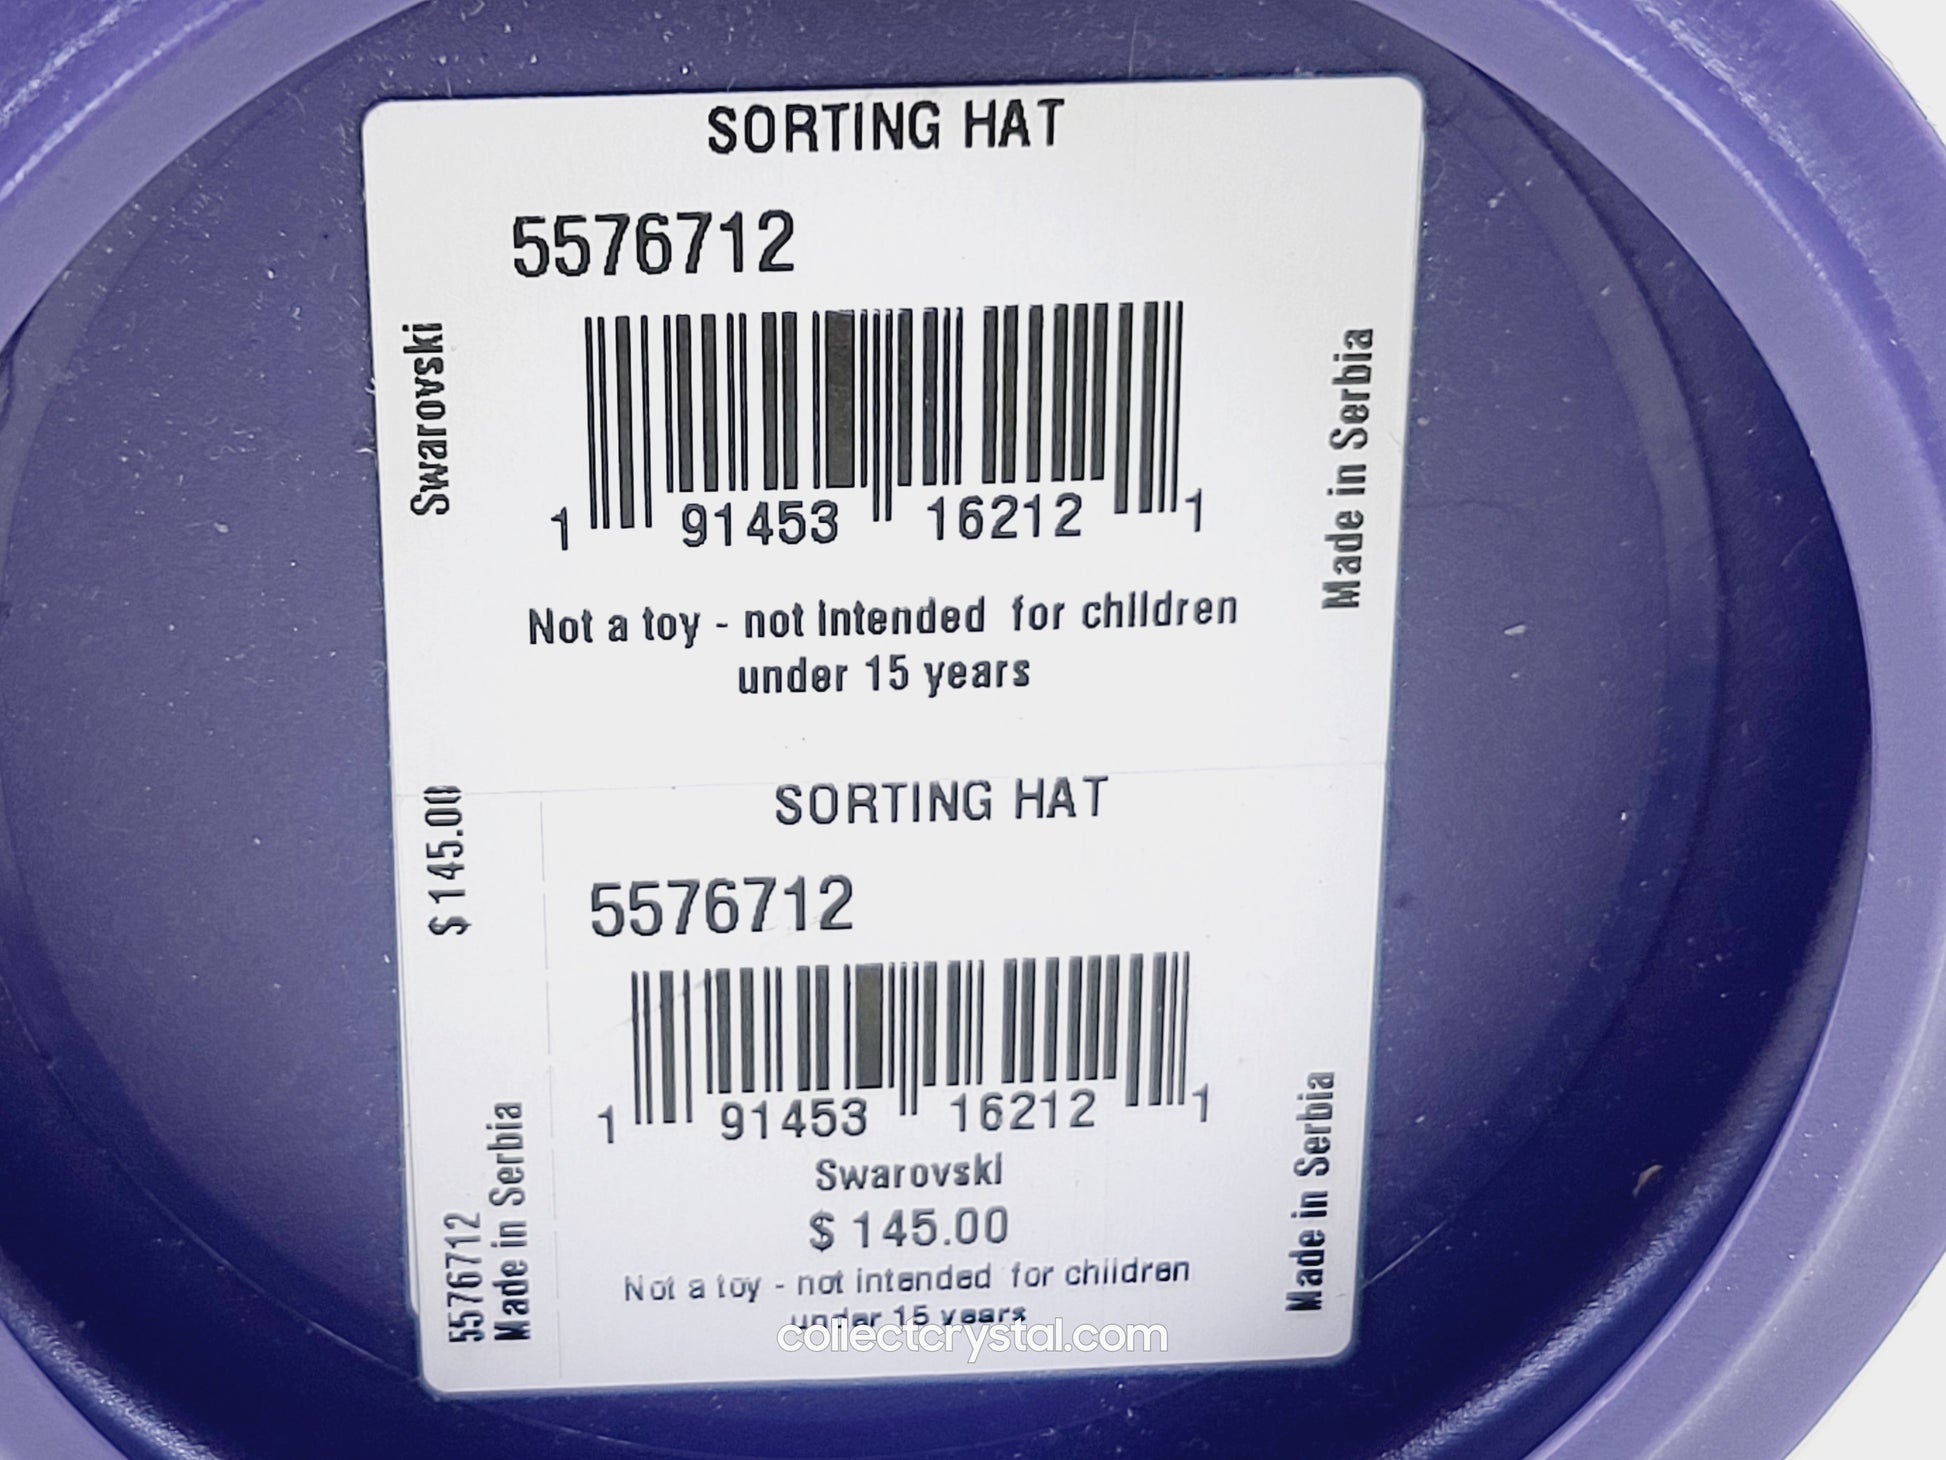 SORTING HAT
5576712
Swarovski
1 91453 16212 1
Made in Serbia
Not a toy - not intended for children
under 15 years
$ 145.00
5576712
Made in Serbia
SORTING HAT
5576712
1 91453 16212 1
Swarovski
$ 145.00
Not a toy - not intended for children
under 15 years
Made in Serbia
collectcrystal.com